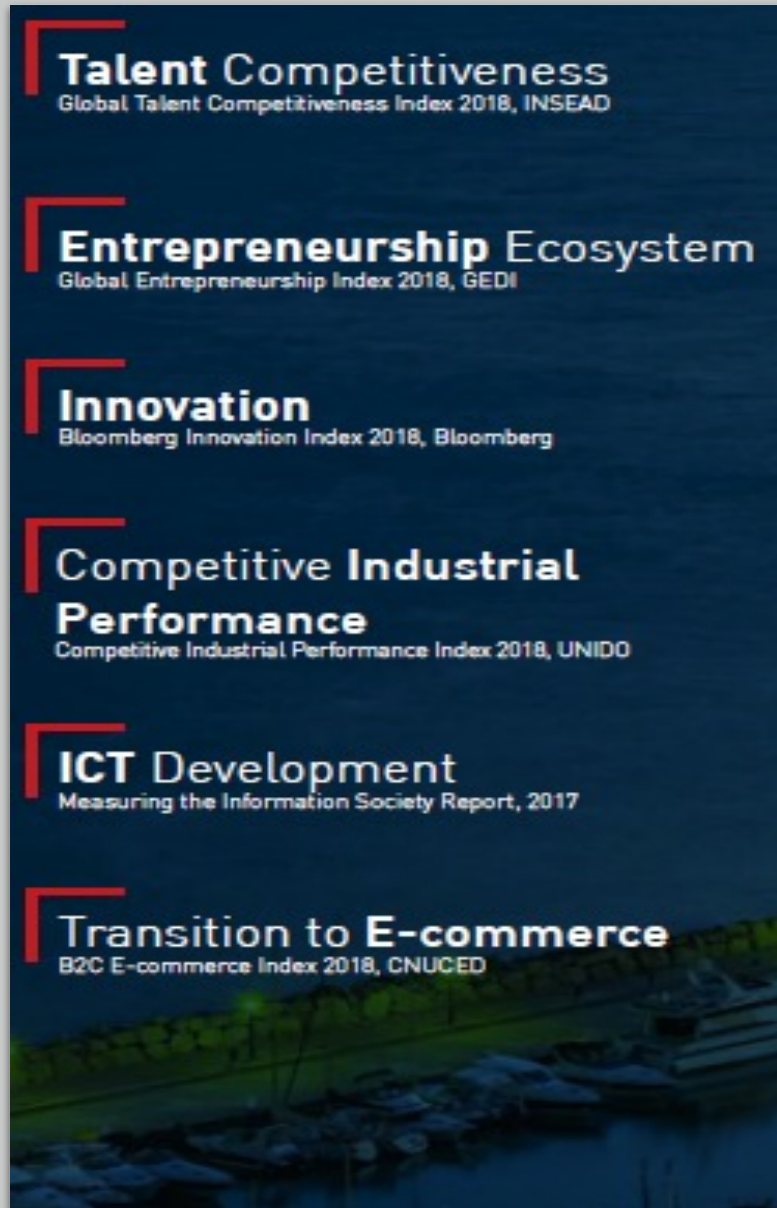 Talent Competitiveness
Global Talent Competitiveness Index 2018, INSEAD
Entrepreneurship Ecosystem
Global Entrepreneurship Index 2018, GEDI
Innovation
Bloomberg Innovation Index 2018, Bloomberg
Competitive Industrial
Performance
Competitive Industrial Performance Index 2018, UNIDO
ICT Development
Measuring the Information Society Report, 2017
Transition to E-commerce
B2C E-commerce Index 2018, CNUCED